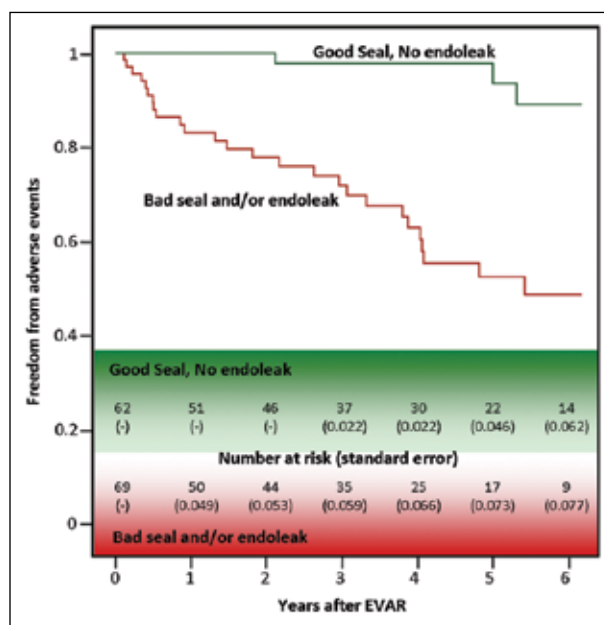 1
Good Seal, No endoleak
0.8
Bad seal and/or endoleak
0.6
0.4
Freedom from adverse events
Good Seal, No endoleak
62 51 46 37 30 22 14
(-) (-) (-) (0.022) (0.022) (0.046) (0.062)
0.2
Number at risk (standard error)
69 50 44 35 25 17 9
(-) (0.049) (0.053) (0.059) (0.066) (0.073) (0.077)
0
Bad seal and/or endoleak
0 1 2 3 4 5 6
Years after EVAR